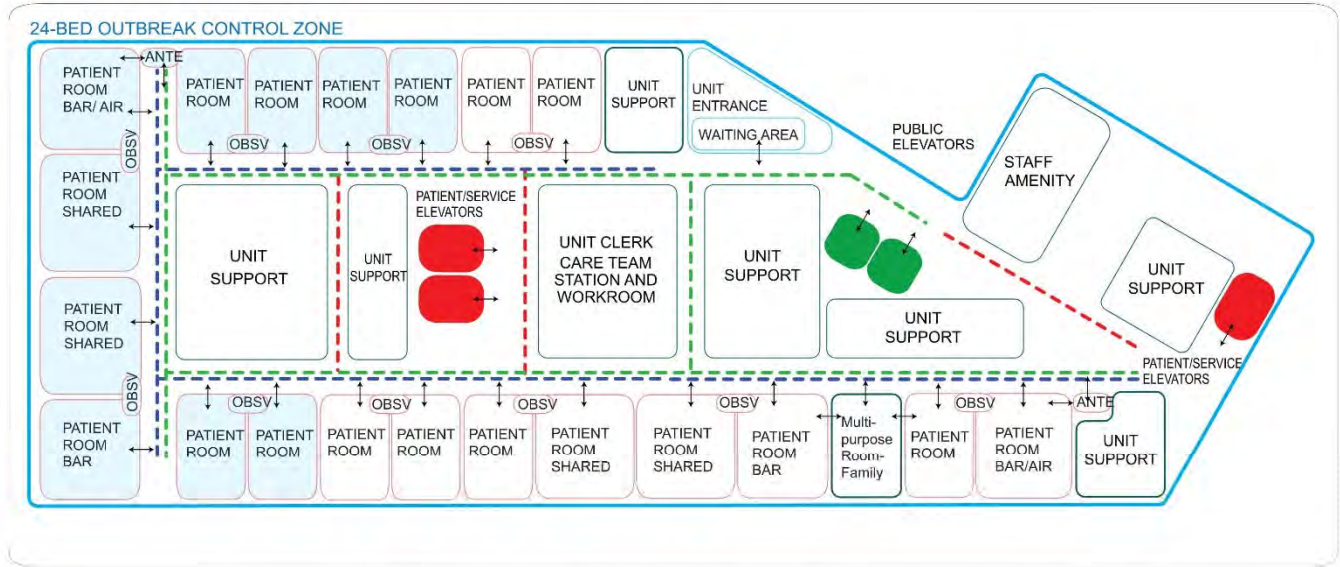 24-BED OUTBREAK CONTROL ZONE
PATIENT
ROOM
BAR/ AIR
ANTE
PATIENT
ROOM
PATIENT
ROOM
PATIENT
ROOM
PATIENT
ROOM
PATIENT
ROOM
PATIENT
ROOM
UNIT
SUPPORT
UNIT
ENTRANCE
WAITING AREA
PUBLIC
ELEVATORS
STAFF
AMENITY
OBSV
OBSV
OBSV
OBSV
PATIENT
ROOM
SHARED
UNIT
SUPPORT
UNIT
SUPPORT
PATIENT/SERVICE
ELEVATORS
UNIT CLERK
CARE TEAM
STATION AND
WORKROOM
UNIT
SUPPORT
UNIT
SUPPORT
UNIT
SUPPORT
PATIENT/SERVICE
ELEVATORS
PATIENT
ROOM
SHARED
OBSV
PATIENT
ROOM
BAR
OBSV
OBSV
OBSV
OBSV
OBSV
ANTE
PATIENT
ROOM
PATIENT
ROOM
PATIENT
ROOM
PATIENT
ROOM
PATIENT
ROOM
PATIENT
ROOM
SHARED
PATIENT
ROOM
SHARED
PATIENT
ROOM
BAR
Multi-
purpose
Room-
Family
PATIENT
ROOM
PATIENT
ROOM
BAR/AIR
UNIT
SUPPORT